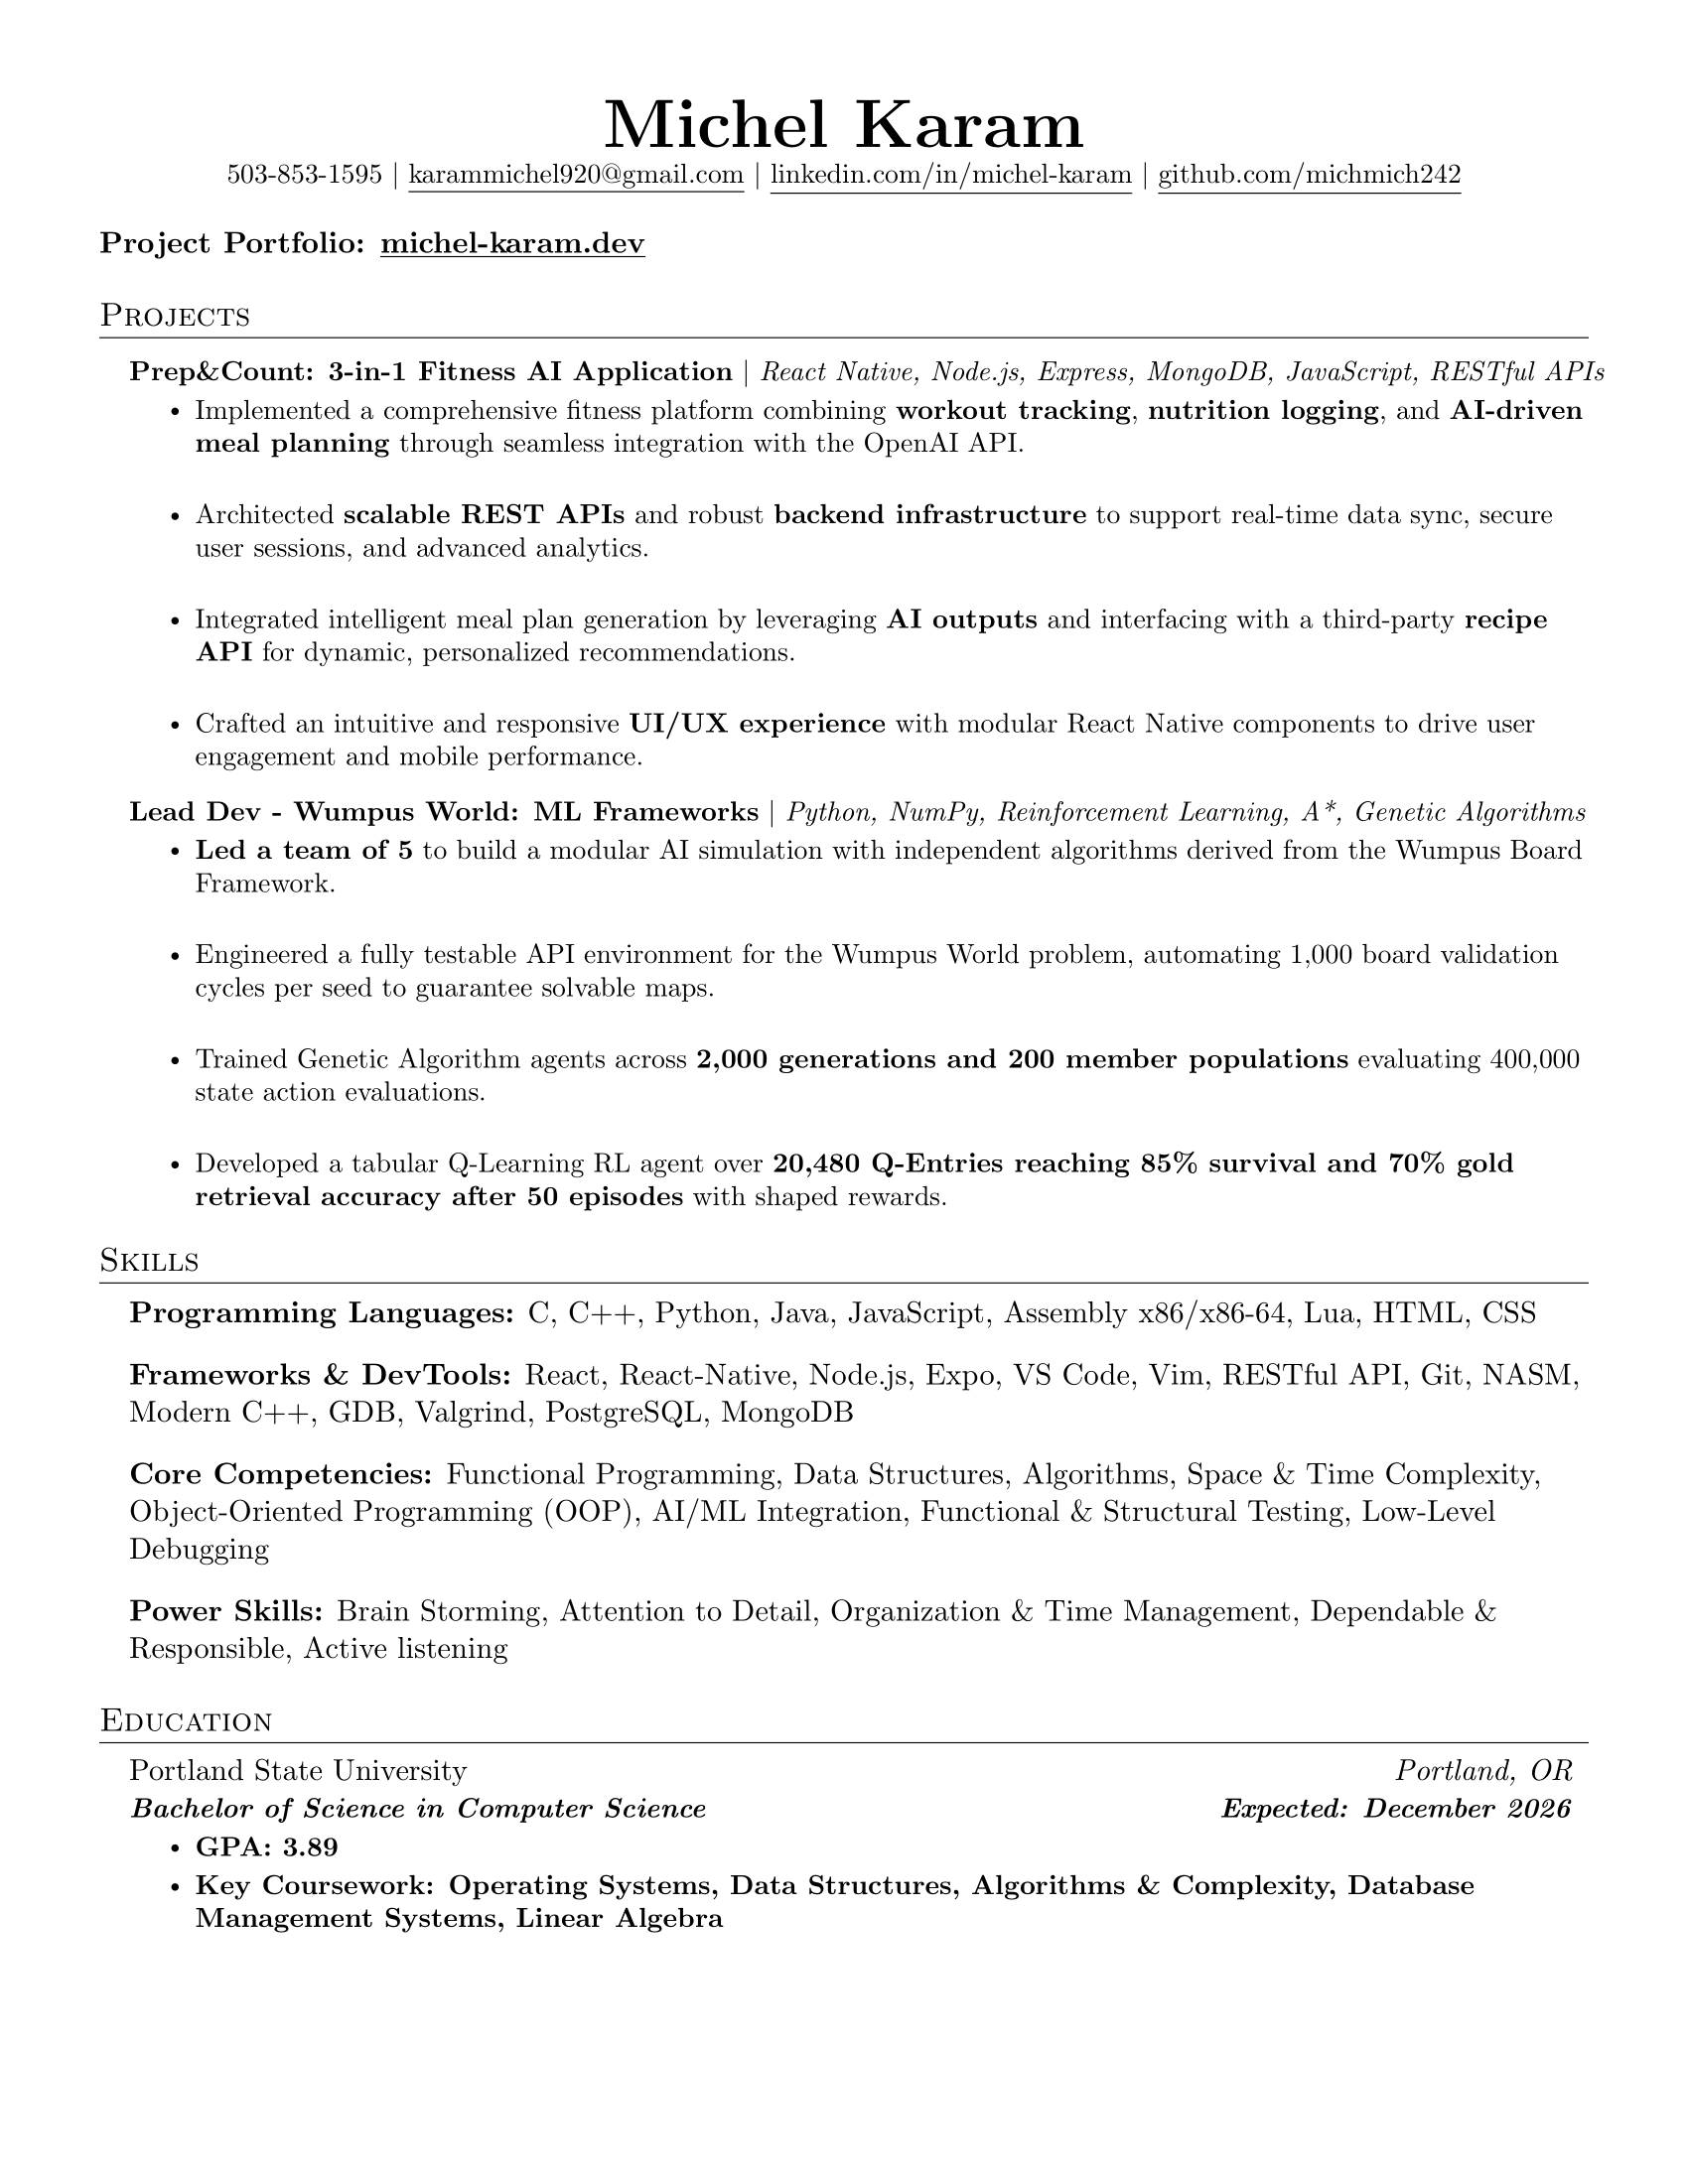 Michel Karam
503-853-1595 | karammichel920@gmail.com | linkedin.com/in/michel-karam | github.com/michmich242
Project Portfolio: michel-karam.dev
Projects
Prep&Count: 3-in-1 Fitness AI Application | React Native, Node.js, Express, MongoDB, JavaScript, RESTful APIs
• Implemented a comprehensive fitness platform combining workout tracking, nutrition logging, and AI-driven
meal planning through seamless integration with the OpenAI API.
• Architected scalable REST APIs and robust backend infrastructure to support real-time data sync, secure
user sessions, and advanced analytics.
• Integrated intelligent meal plan generation by leveraging AI outputs and interfacing with a third-party recipe
API for dynamic, personalized recommendations.
• Crafted an intuitive and responsive UI/UX experience with modular React Native components to drive user
engagement and mobile performance.
Lead Dev - Wumpus World: ML Frameworks | Python, NumPy, Reinforcement Learning, A*, Genetic Algorithms
• Led a team of 5 to build a modular AI simulation with independent algorithms derived from the Wumpus Board
Framework.
• Engineered a fully testable API environment for the Wumpus World problem, automating 1,000 board validation
cycles per seed to guarantee solvable maps.
• Trained Genetic Algorithm agents across 2,000 generations and 200 member populations evaluating 400,000
state action evaluations.
• Developed a tabular Q-Learning RL agent over 20,480 Q-Entries reaching 85% survival and 70% gold
retrieval accuracy after 50 episodes with shaped rewards.
Skills
Programming Languages: C, C++, Python, Java, JavaScript, Assembly x86/x86-64, Lua, HTML, CSS
Frameworks & DevTools: React, React-Native, Node.js, Expo, VS Code, Vim, RESTful API, Git, NASM,
Modern C++, GDB, Valgrind, PostgreSQL, MongoDB
Core Competencies: Functional Programming, Data Structures, Algorithms, Space & Time Complexity,
Object-Oriented Programming (OOP), AI/ML Integration, Functional & Structural Testing, Low-Level
Debugging
Power Skills: Brain Storming, Attention to Detail, Organization & Time Management, Dependable &
Responsible, Active listening
Education
Portland State University Portland, OR
Bachelor of Science in Computer Science Expected: December 2026
• GPA: 3.89
• Key Coursework: Operating Systems, Data Structures, Algorithms & Complexity, Database
Management Systems, Linear Algebra